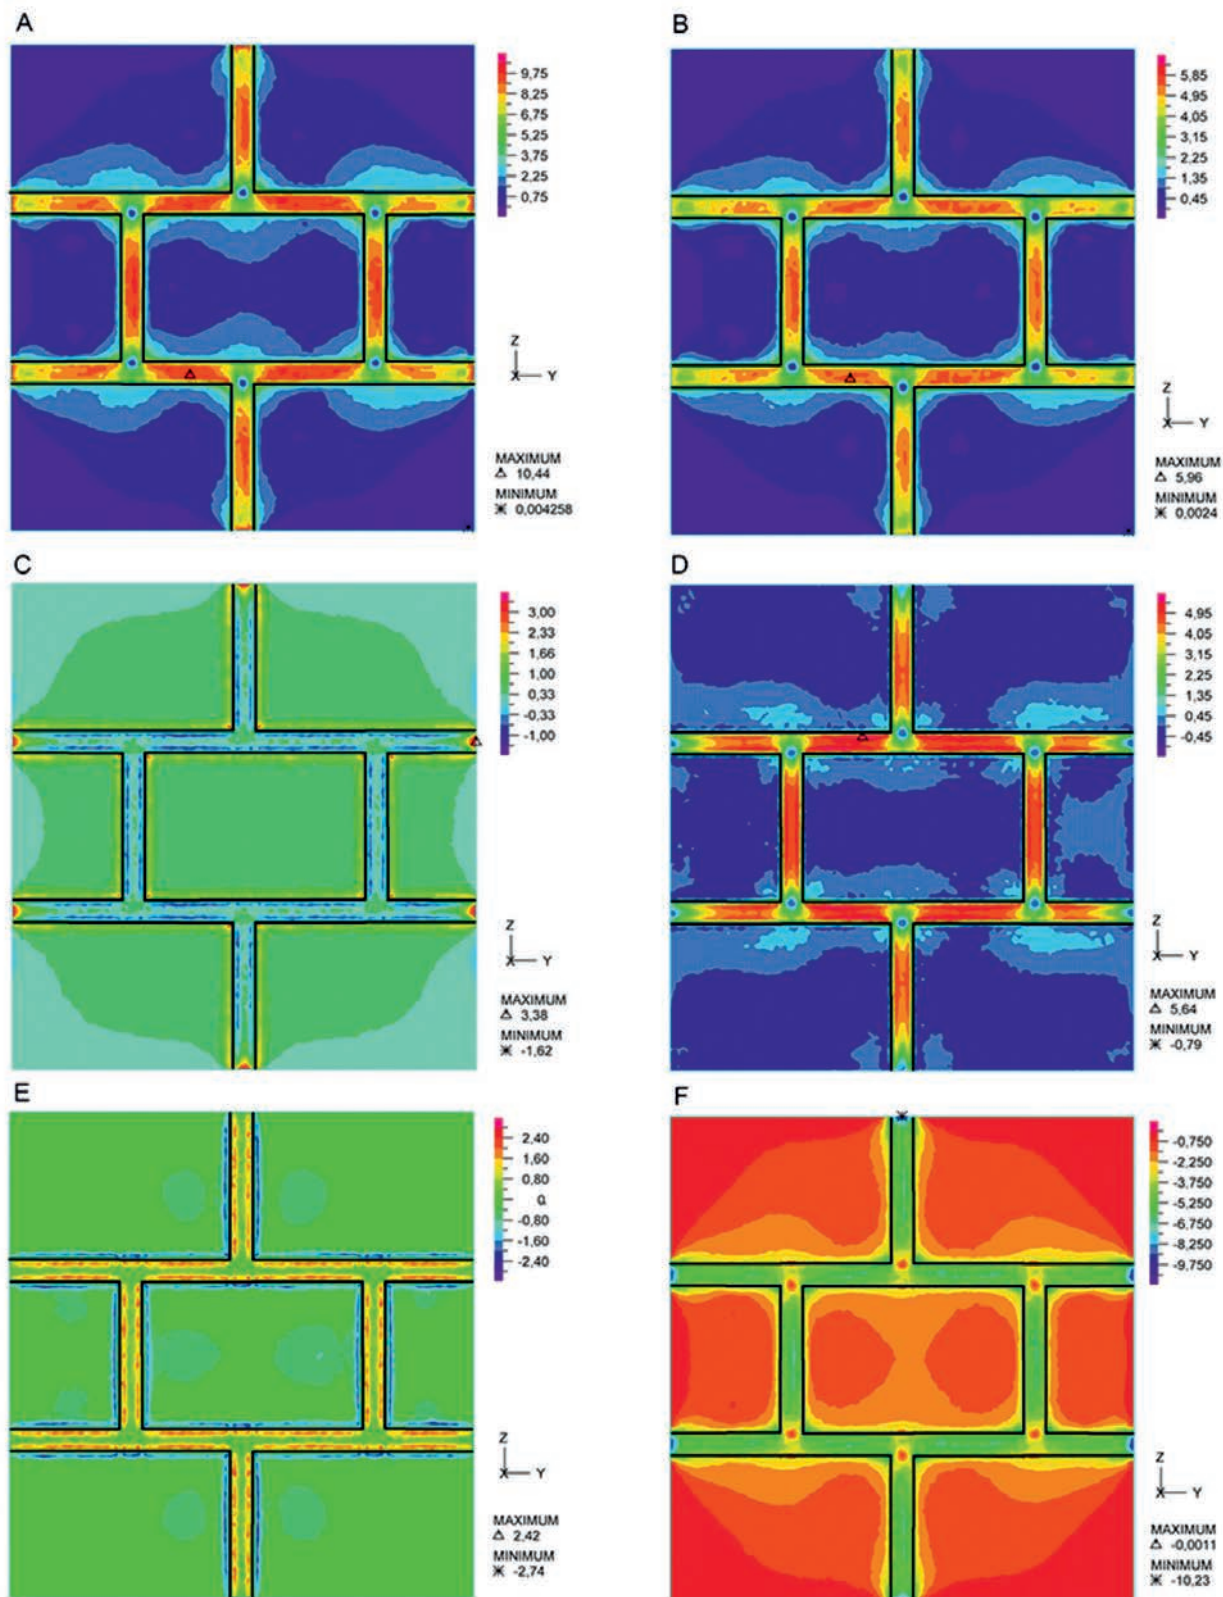 A
9,75
8,25
6,75
5,25
3,75
2,25
0,75
Z
X Y
MAXIMUM
10,44
MINIMUM
0,004258
B
5,85
4,95
4,05
3,15
2,25
1,35
0,45
Z
X Y
MAXIMUM
5,96
MINIMUM
0,0024
C
3,00
2,33
1,66
1,00
0,33
-0,33
-1,00
Z
X Y
MAXIMUM
3,38
MINIMUM
-1,62
D
4,95
4,05
3,15
2,25
1,35
0,45
-0,45
Z
X Y
MAXIMUM
5,64
MINIMUM
-0,79
E
2,40
1,60
0,80
0,
-0,80
-1,60
-2,40
Z
X Y
MAXIMUM
2,42
MINIMUM
-2,74
F
-0,750
-2,250
-3,750
-5,250
-6,750
-8,250
-9,750
Z
X Y
MAXIMUM
-0,0011
MINIMUM
-10,23